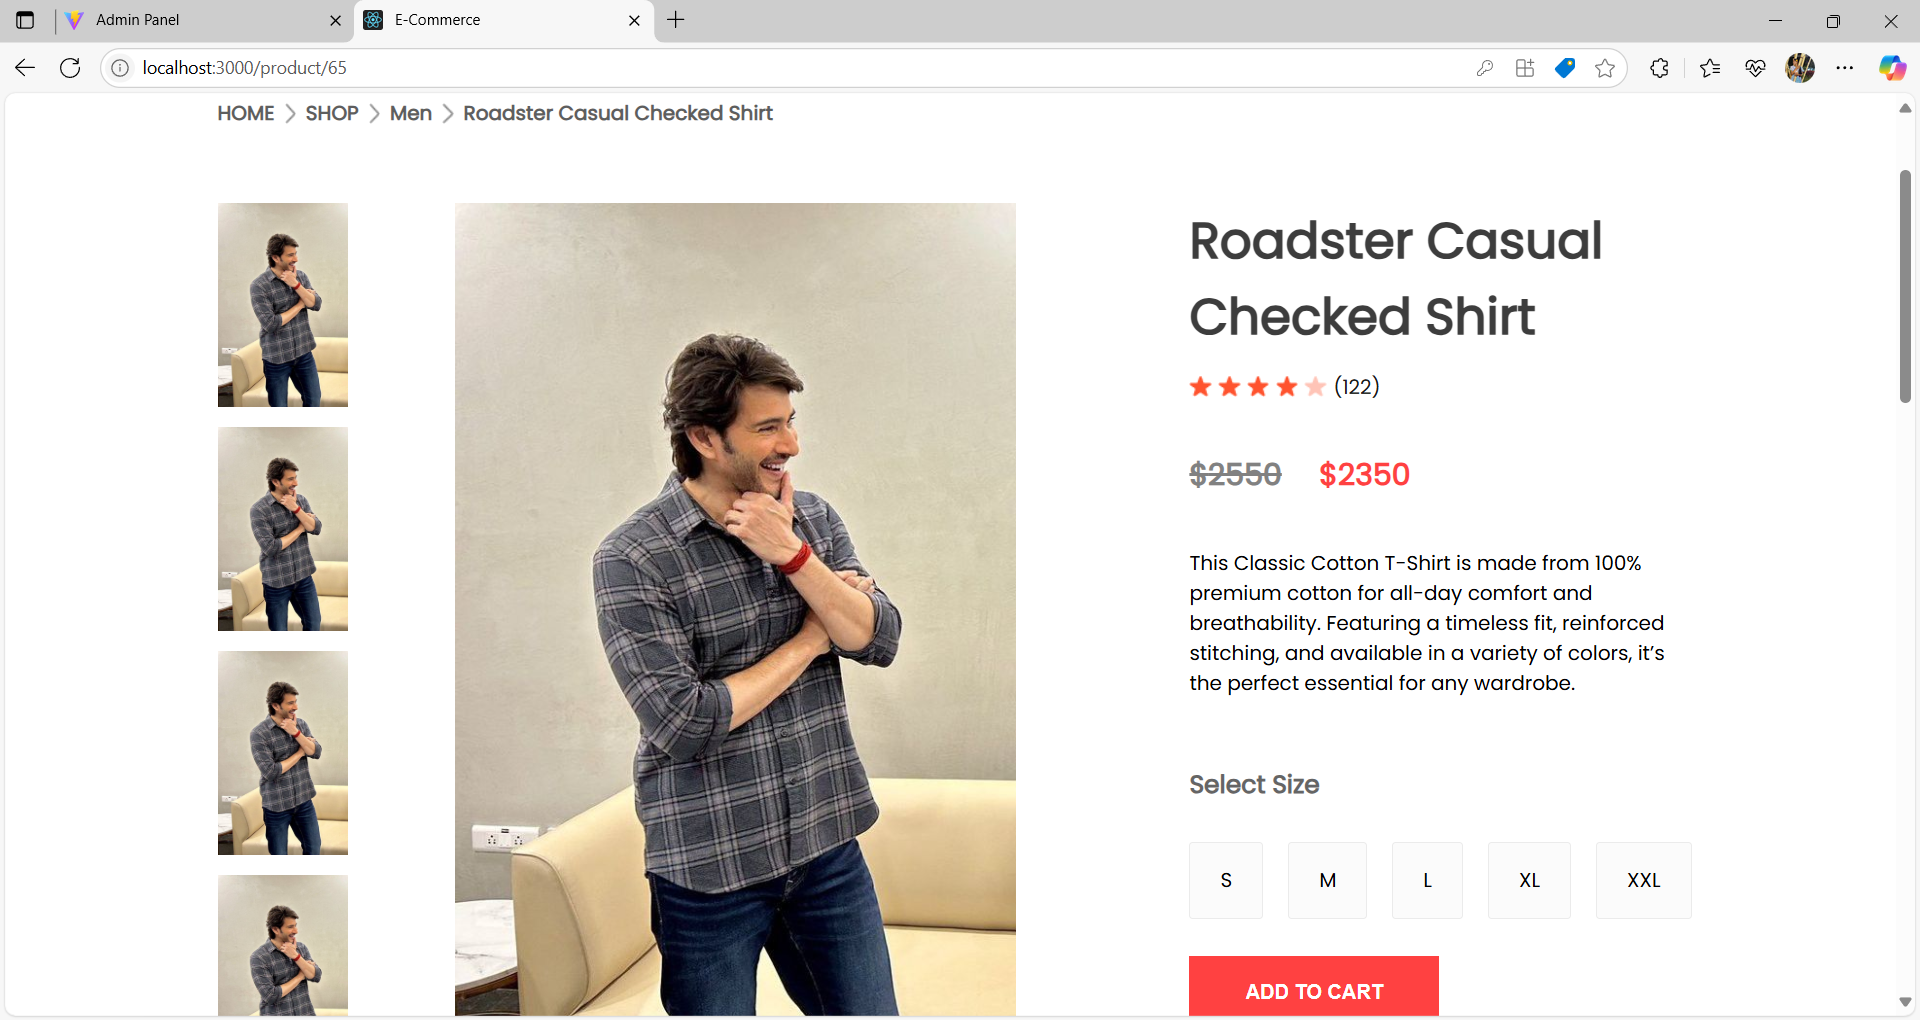 Admin Panel
E-Commerce
localhost:3000/product/65
HOME SHOP Men Roadster Casual Checked Shirt
Roadster Casual
Checked Shirt
(122)
$2550 $2350
This Classic Cotton T-Shirt is made from 100%
premium cotton for all-day comfort and
breathability. Featuring a timeless fit, reinforced
stitching, and available in a variety of colors, it's
the perfect essential for any wardrobe.
Select Size
S M L XL XXL
ADD TO CART